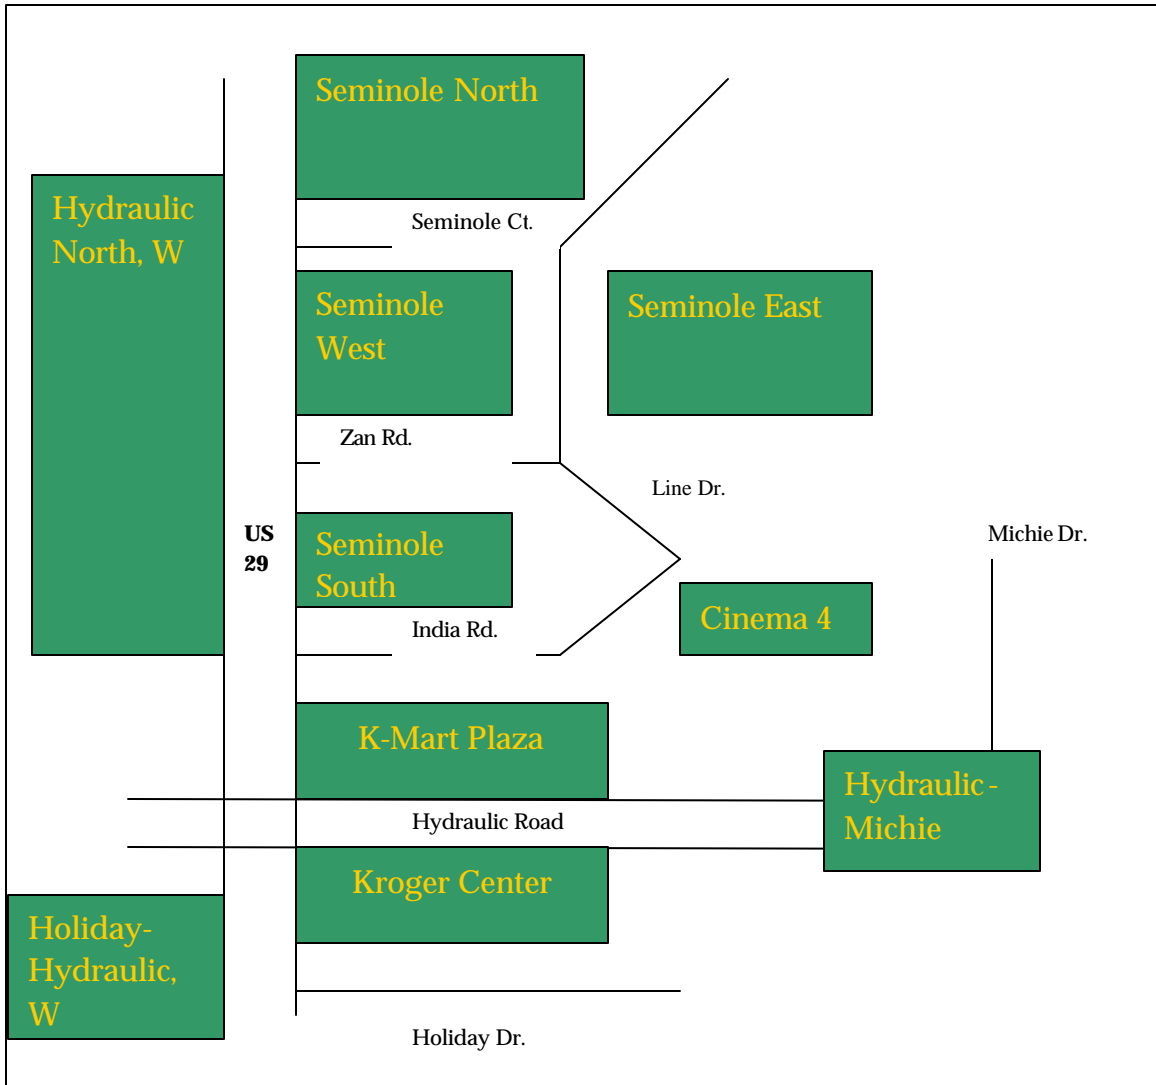 Seminole North
Hydraulic
North, W
Seminole Ct.
Seminole
West
Seminole East
Zan Rd.
Line Dr.
US
29
Michie Dr.
Seminole
South
Cinema 4
India Rd.
K-Mart Plaza
Hydraulic-
Michie
Hydraulic Road
Kroger Center
Holiday-
Hydraulic,
W
Holiday Dr.